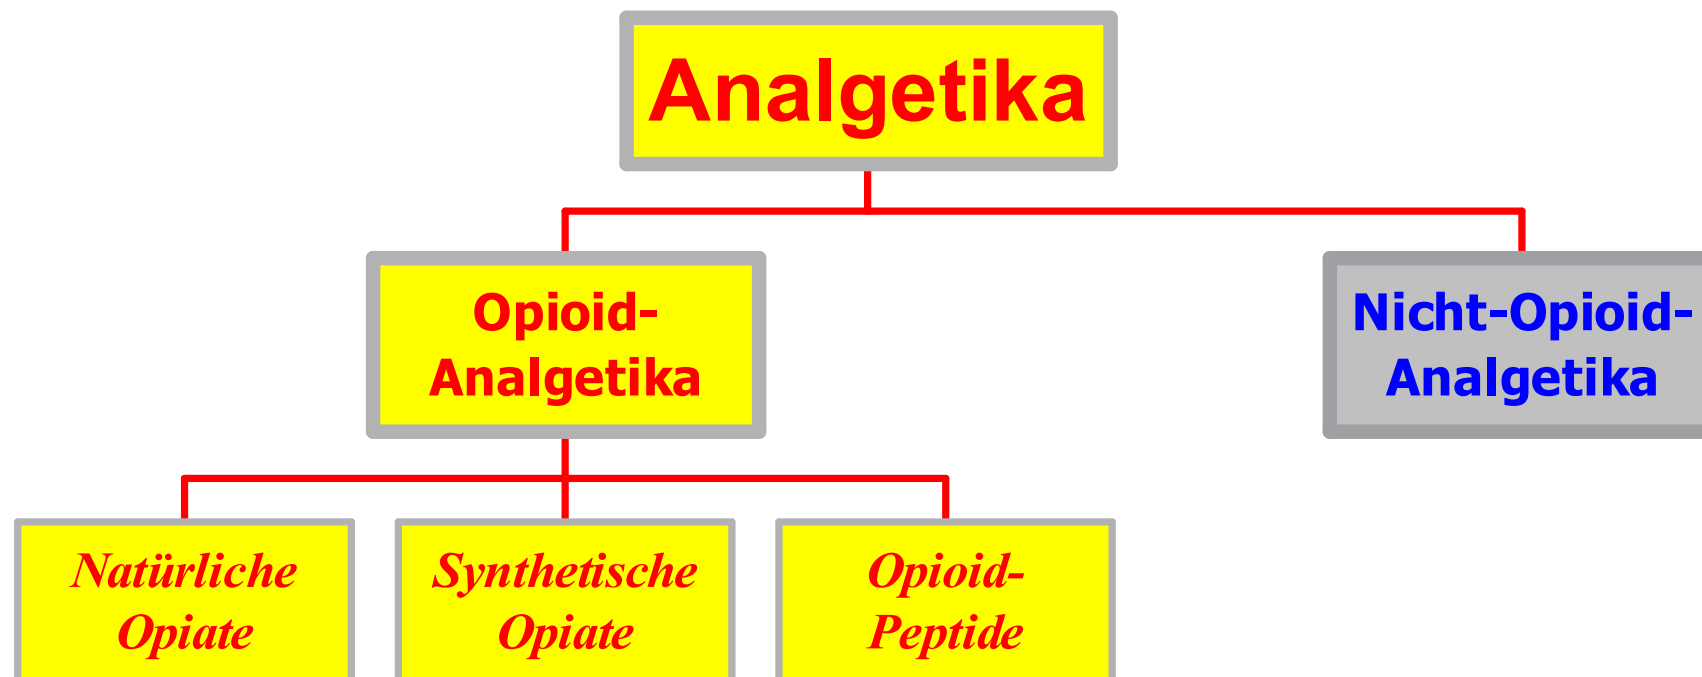 Analgetika
Opioid-
Analgetika
Nicht-Opioid-
Analgetika
Natürliche
Opiate
Synthetische
Opiate
Opioid-
Peptide